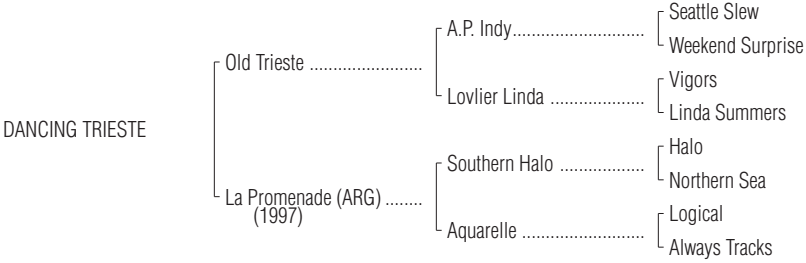 Seattle Slew
A.P. Indy..............................
Weekend Surprise
Old Trieste .......................
Vigors
Lovlier Linda .....................
Linda Summers
DANCING TRIESTE
Halo
Southern Halo ...................
Northern Sea
La Promenade (ARG) ........
(1997)
Logical
Aquarelle ...........................
Always Tracks